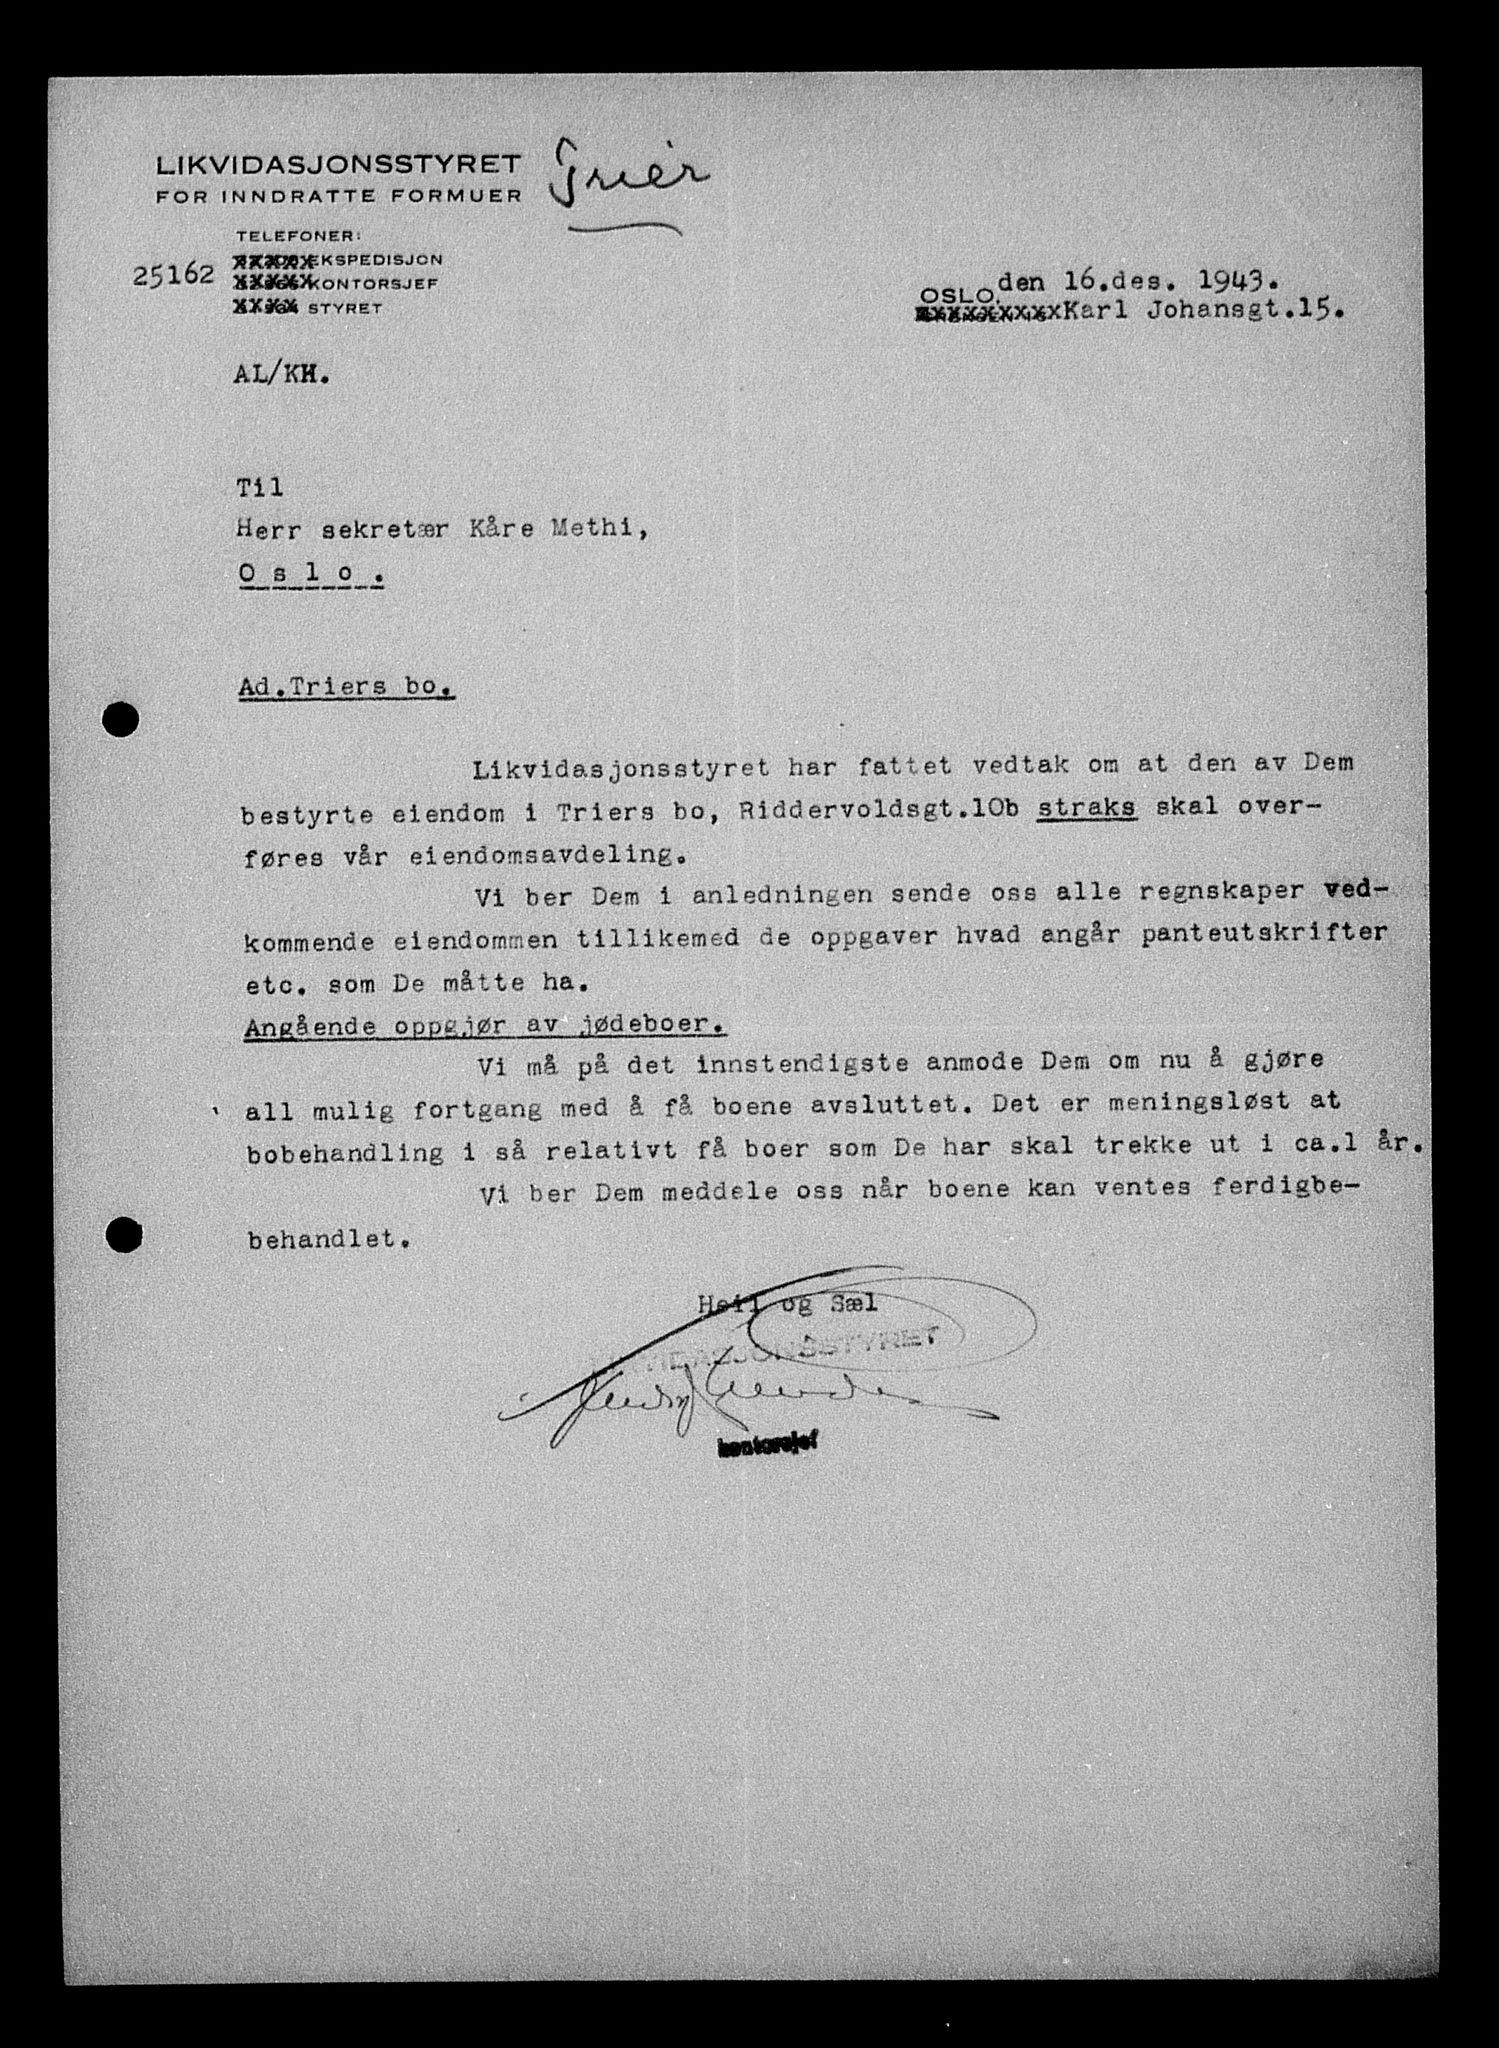 LIKVIDASJONSSTYRET
FOR INNDRATTE FORMUER
Trier
TELEFONER:
25162 EKSPEDISJON
KONTORSJEF
STYRET
OSLO, den 16.des. 1943.
xxxxxxxxxxKarl Johansgt.15.
AL/KH.
Til
Herr sekretær Kåre Methi,
O s l o .
Ad.Triers bo.
Likvidasjonsstyret har fattet vedtak om at den av Dem
bestyrte eiendom i Triers bo, Riddervoldsgt.10b straks skal over-
føres vår eiendomsavdeling.
Vi ber Dem i anledningen sende oss alle regnskaper ved-
kommende eiendommen tillikemed de oppgaver hvad angår panteutskrifter
etc. som De måtte ha.
Angående oppgjør av jødeboer.
Vi må på det innstendigste anmode Dem om nu å gjøre
all mulig fortgang med å få boene avsluttet. Det er meningsløst at
bobehandling i så relativt få boer som De har skal trekke ut i ca.1 år.
Vi ber Dem meddele oss når boene kan ventes ferdigbe-
behandlet.
Heil og Sæl
LIKVIDASJONSSTYRET
kontorsjef